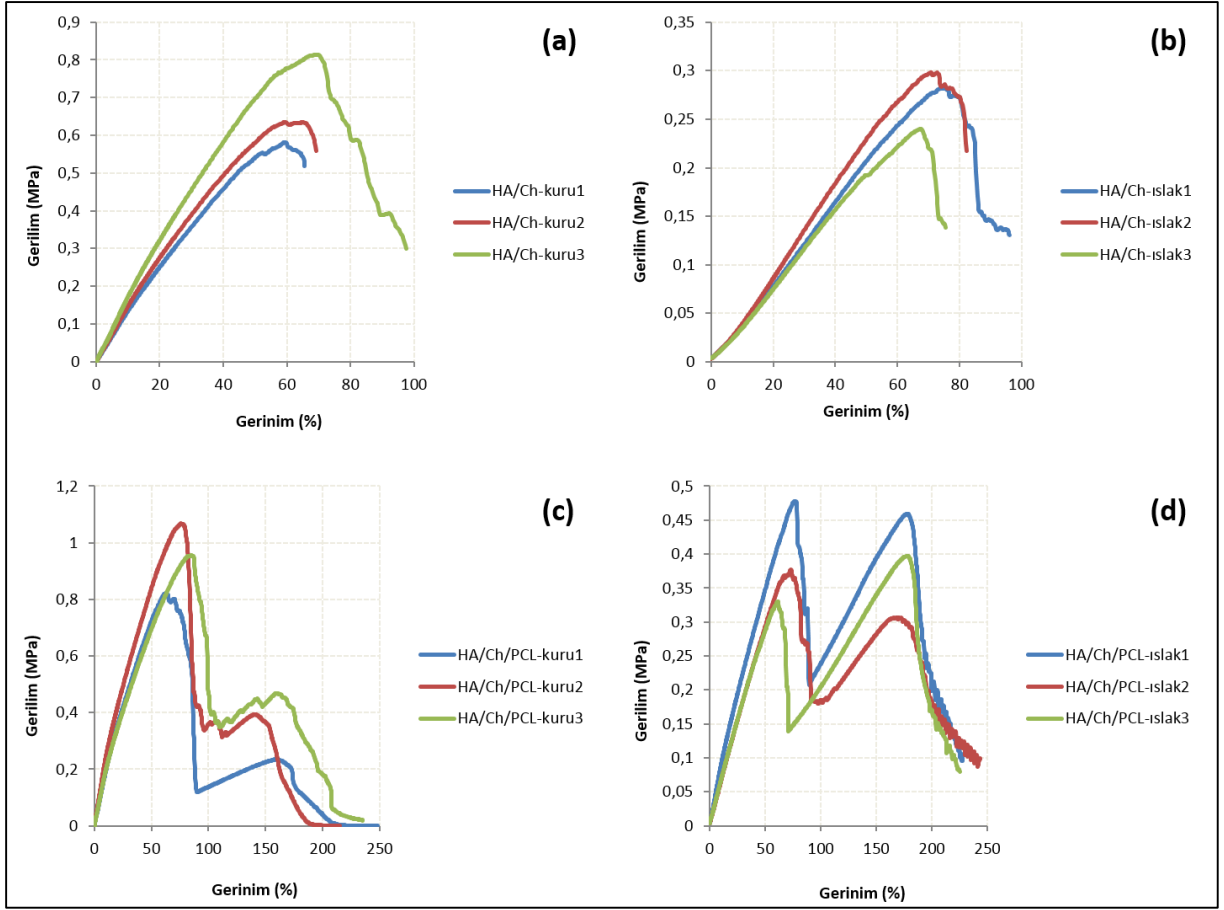 (a)
0,9
0,8
0,7
0,6
0,5
0,4
0,3
0,2
0,1
0
0 20 40 60 80 100
Gerilim (MPa)
Gerinim (%)
HA/Ch-kuru1
HA/Ch-kuru2
HA/Ch-kuru3
(b)
0,35
0,3
0,25
0,2
0,15
0,1
0,05
0
0 20 40 60 80 100
Gerilim (MPa)
Gerinim (%)
HA/Ch-ıslak1
HA/Ch-ıslak2
HA/Ch-ıslak3
(c)
1,2
1
0,8
0,6
0,4
0,2
0
0 50 100 150 200 250
Gerilim (MPa)
Gerinim (%)
HA/Ch/PCL-kuru1
HA/Ch/PCL-kuru2
HA/Ch/PCL-kuru3
(d)
0,5
0,45
0,4
0,35
0,3
0,25
0,2
0,15
0,1
0,05
0
0 50 100 150 200 250
Gerilim (MPa)
Gerinim (%)
HA/Ch/PCL-ıslak1
HA/Ch/PCL-ıslak2
HA/Ch/PCL-ıslak3